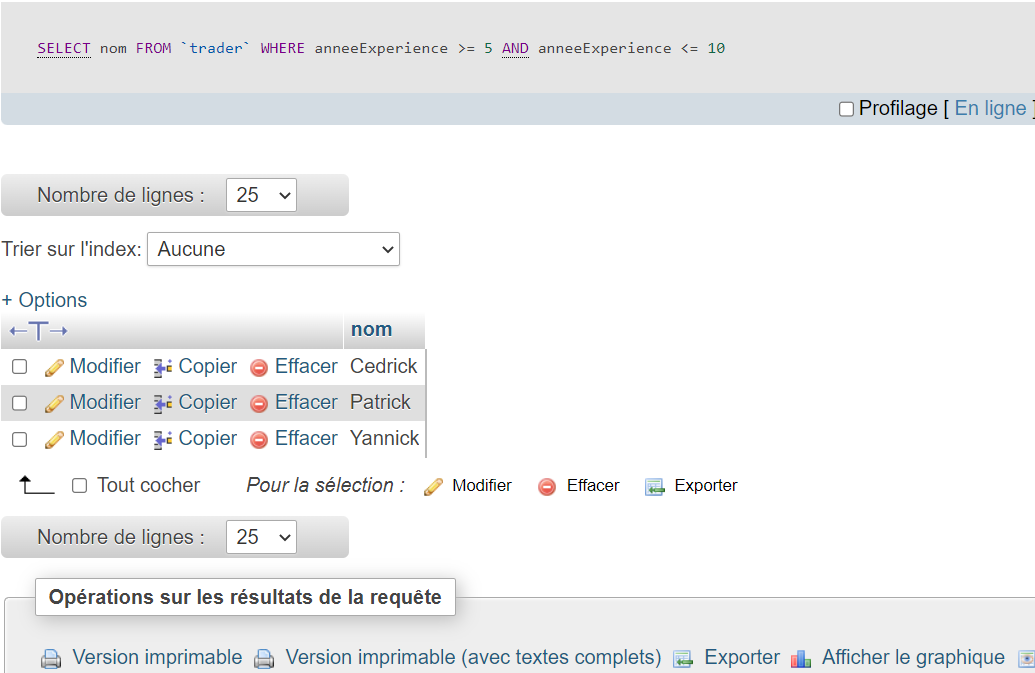 SELECT nom FROM `trader` WHERE anneeExperience >= 5 AND anneeExperience <= 10
Profilage [ En ligne ]
Nombre de lignes : 25
Trier sur l'index: Aucune
+ Options
←T→ nom
Modifier Copier Effacer Cedrick
Modifier Copier Effacer Patrick
Modifier Copier Effacer Yannick
Tout cocher Pour la sélection : Modifier Effacer Exporter
Nombre de lignes : 25
Opérations sur les résultats de la requête
Version imprimable Version imprimable (avec textes complets) Exporter Afficher le graphique